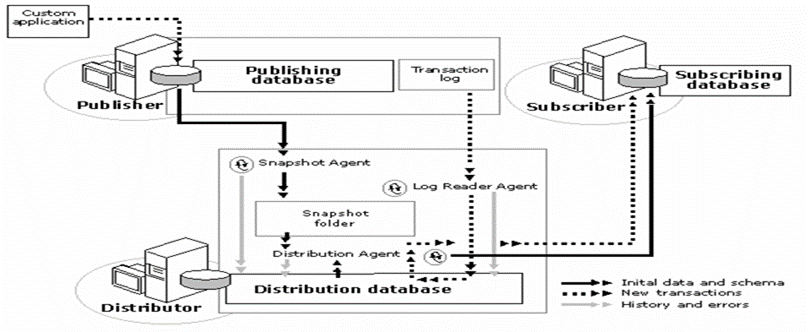 Custom
application
Publishing
database
Transaction
log
Publisher
Subscribing
database
Subscriber
Snapshot Agent
Log Reader Agent
Snapshot
folder
Distribution Agent
Distribution database
Distributor
Inital data and schema
New transactions
History and errors